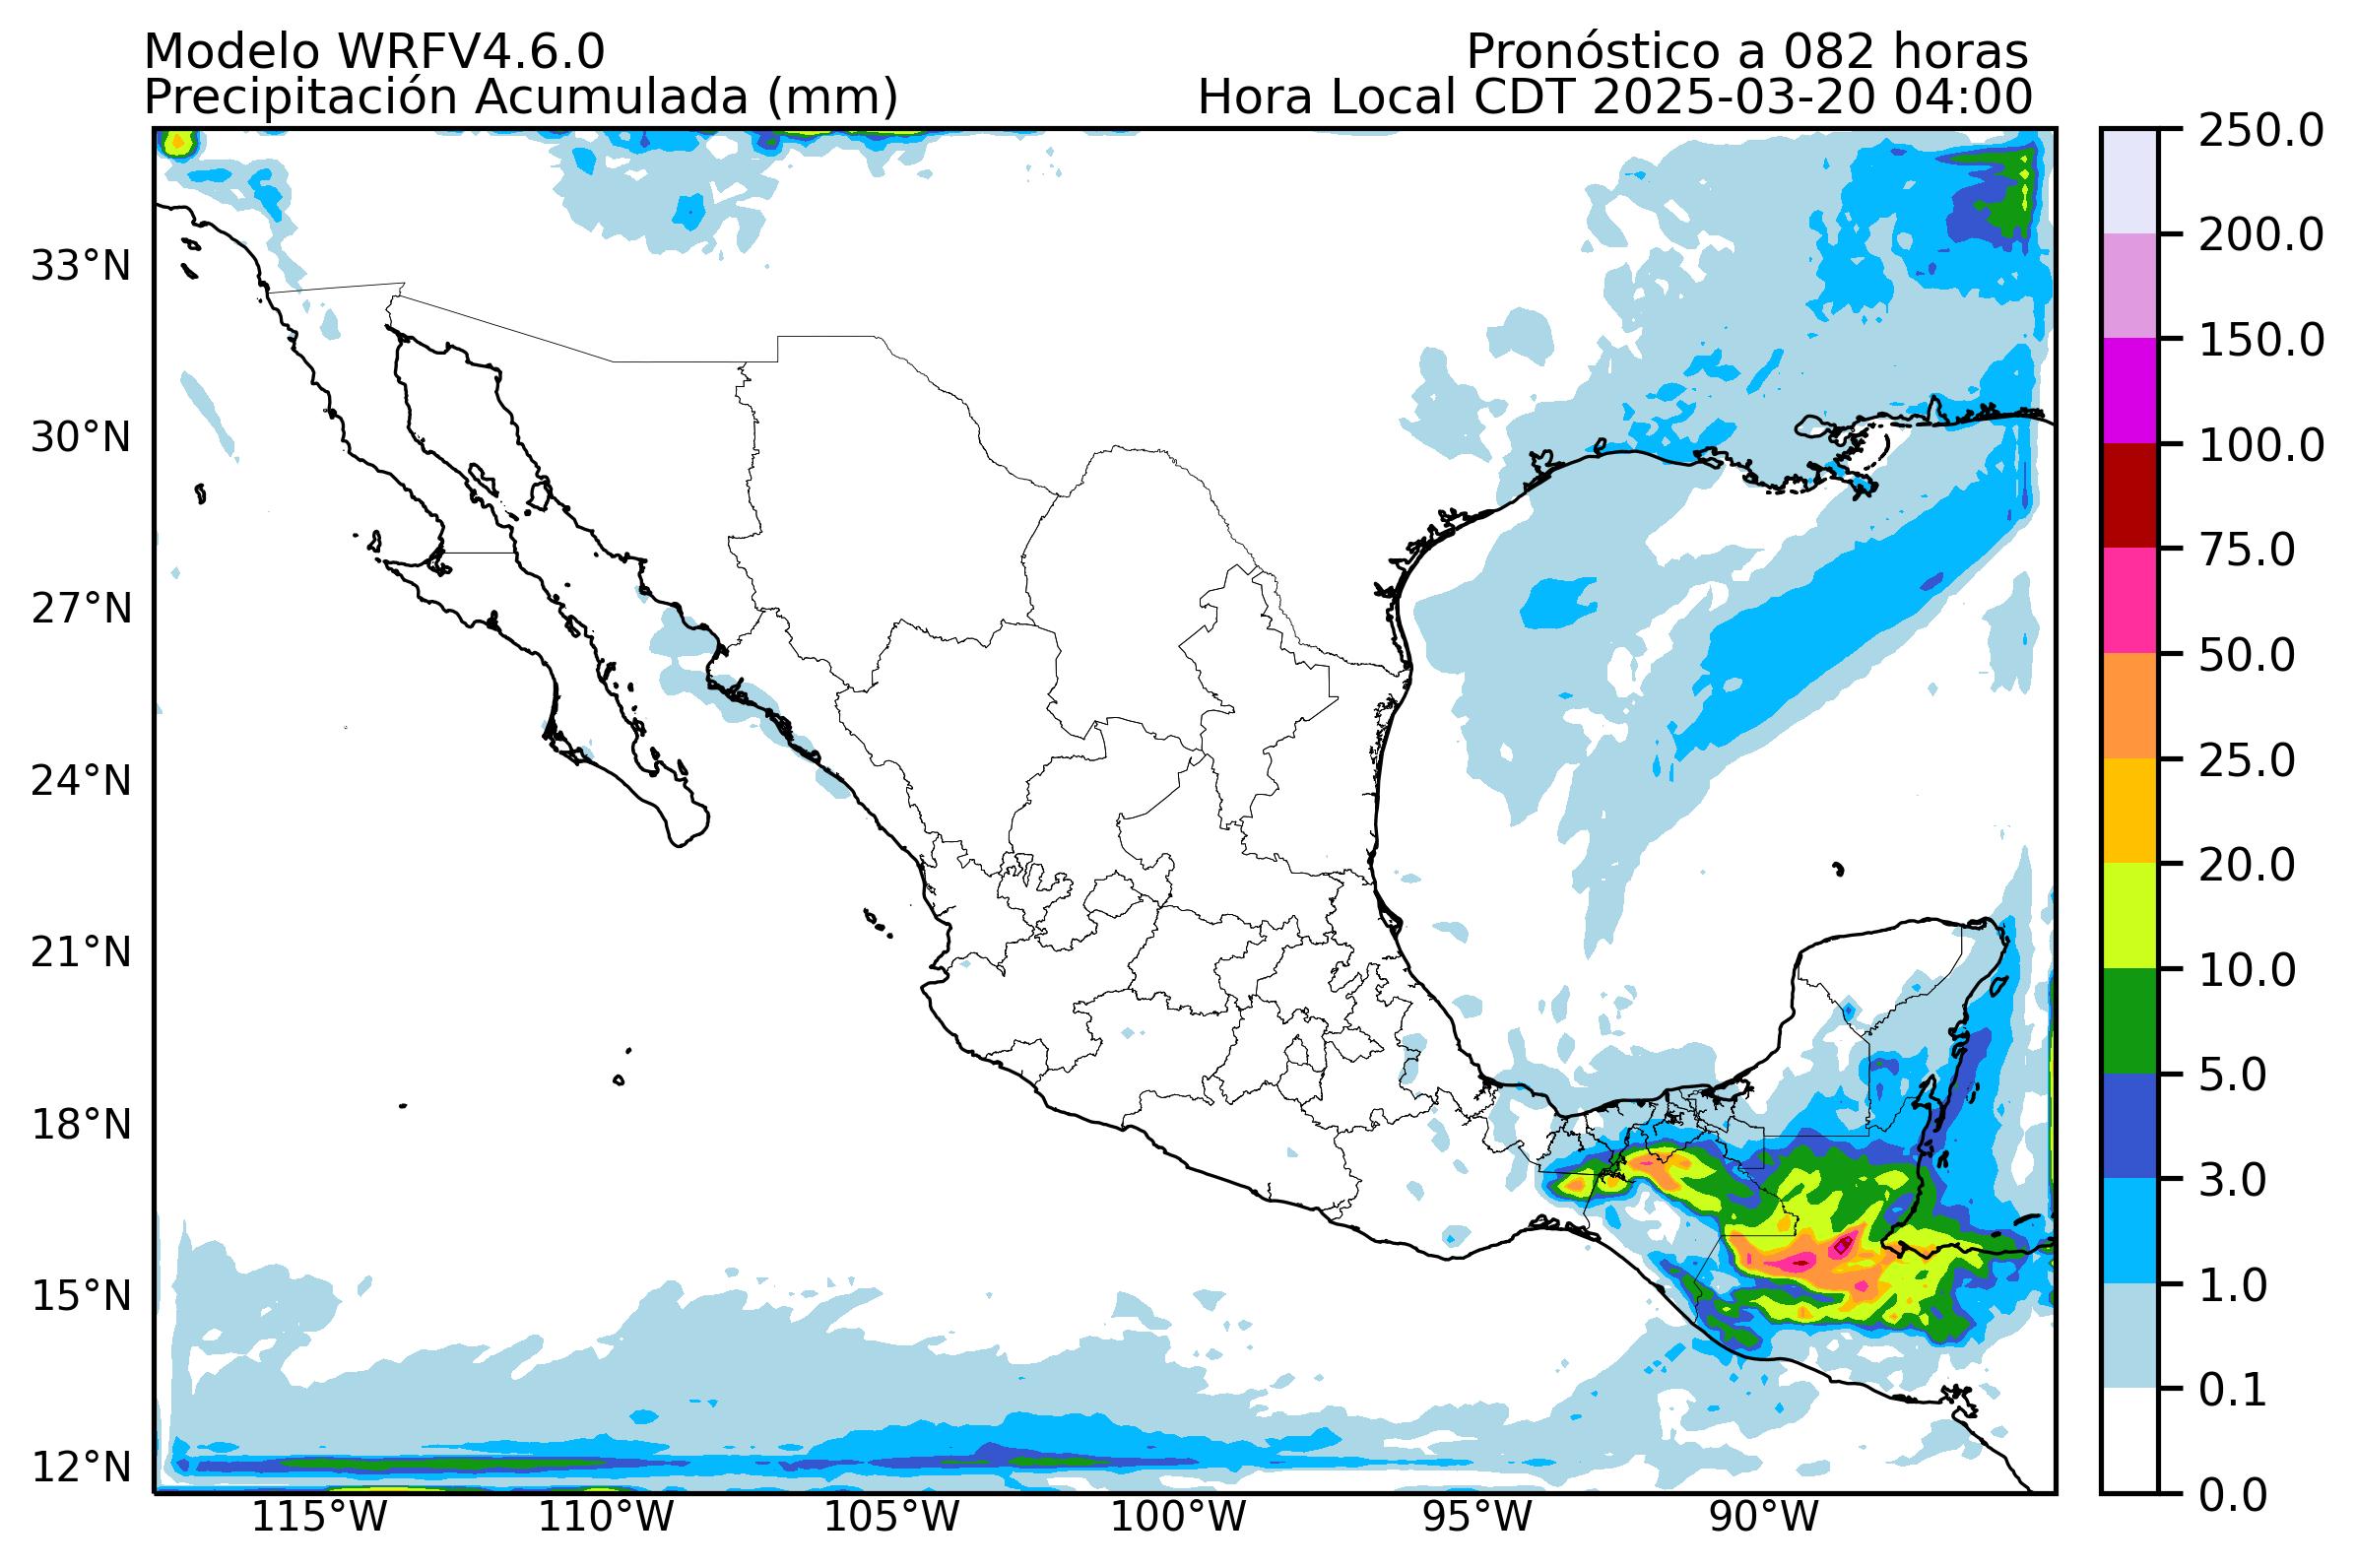 Modelo WRFV4.6.0
Pronóstico a 082 horas
Precipitación Acumulada (mm)
Hora Local CDT 2025-03-20 04:00
33°N
30°N
27°N
24°N
21°N
18°N
15°N
12°N
115°W
110°W
105°W
100°W
95°W
90°W
250.0
200.0
150.0
100.0
75.0
50.0
25.0
20.0
10.0
5.0
3.0
1.0
0.1
0.0